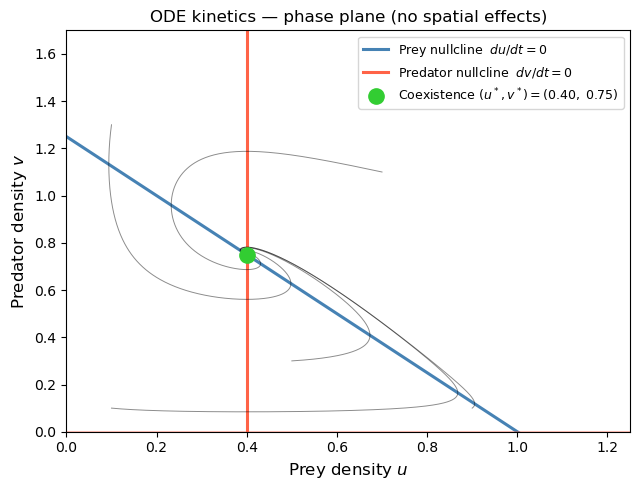 ODE kinetics — phase plane (no spatial effects)
Prey nullcline du/dt = 0
Predator nullcline dv/dt = 0
Coexistence (u*, v*) = (0.40, 0.75)
Predator density v
1.6
1.4
1.2
1.0
0.8
0.6
0.4
0.2
0.0
0.0 0.2 0.4 0.6 0.8 1.0 1.2
Prey density u